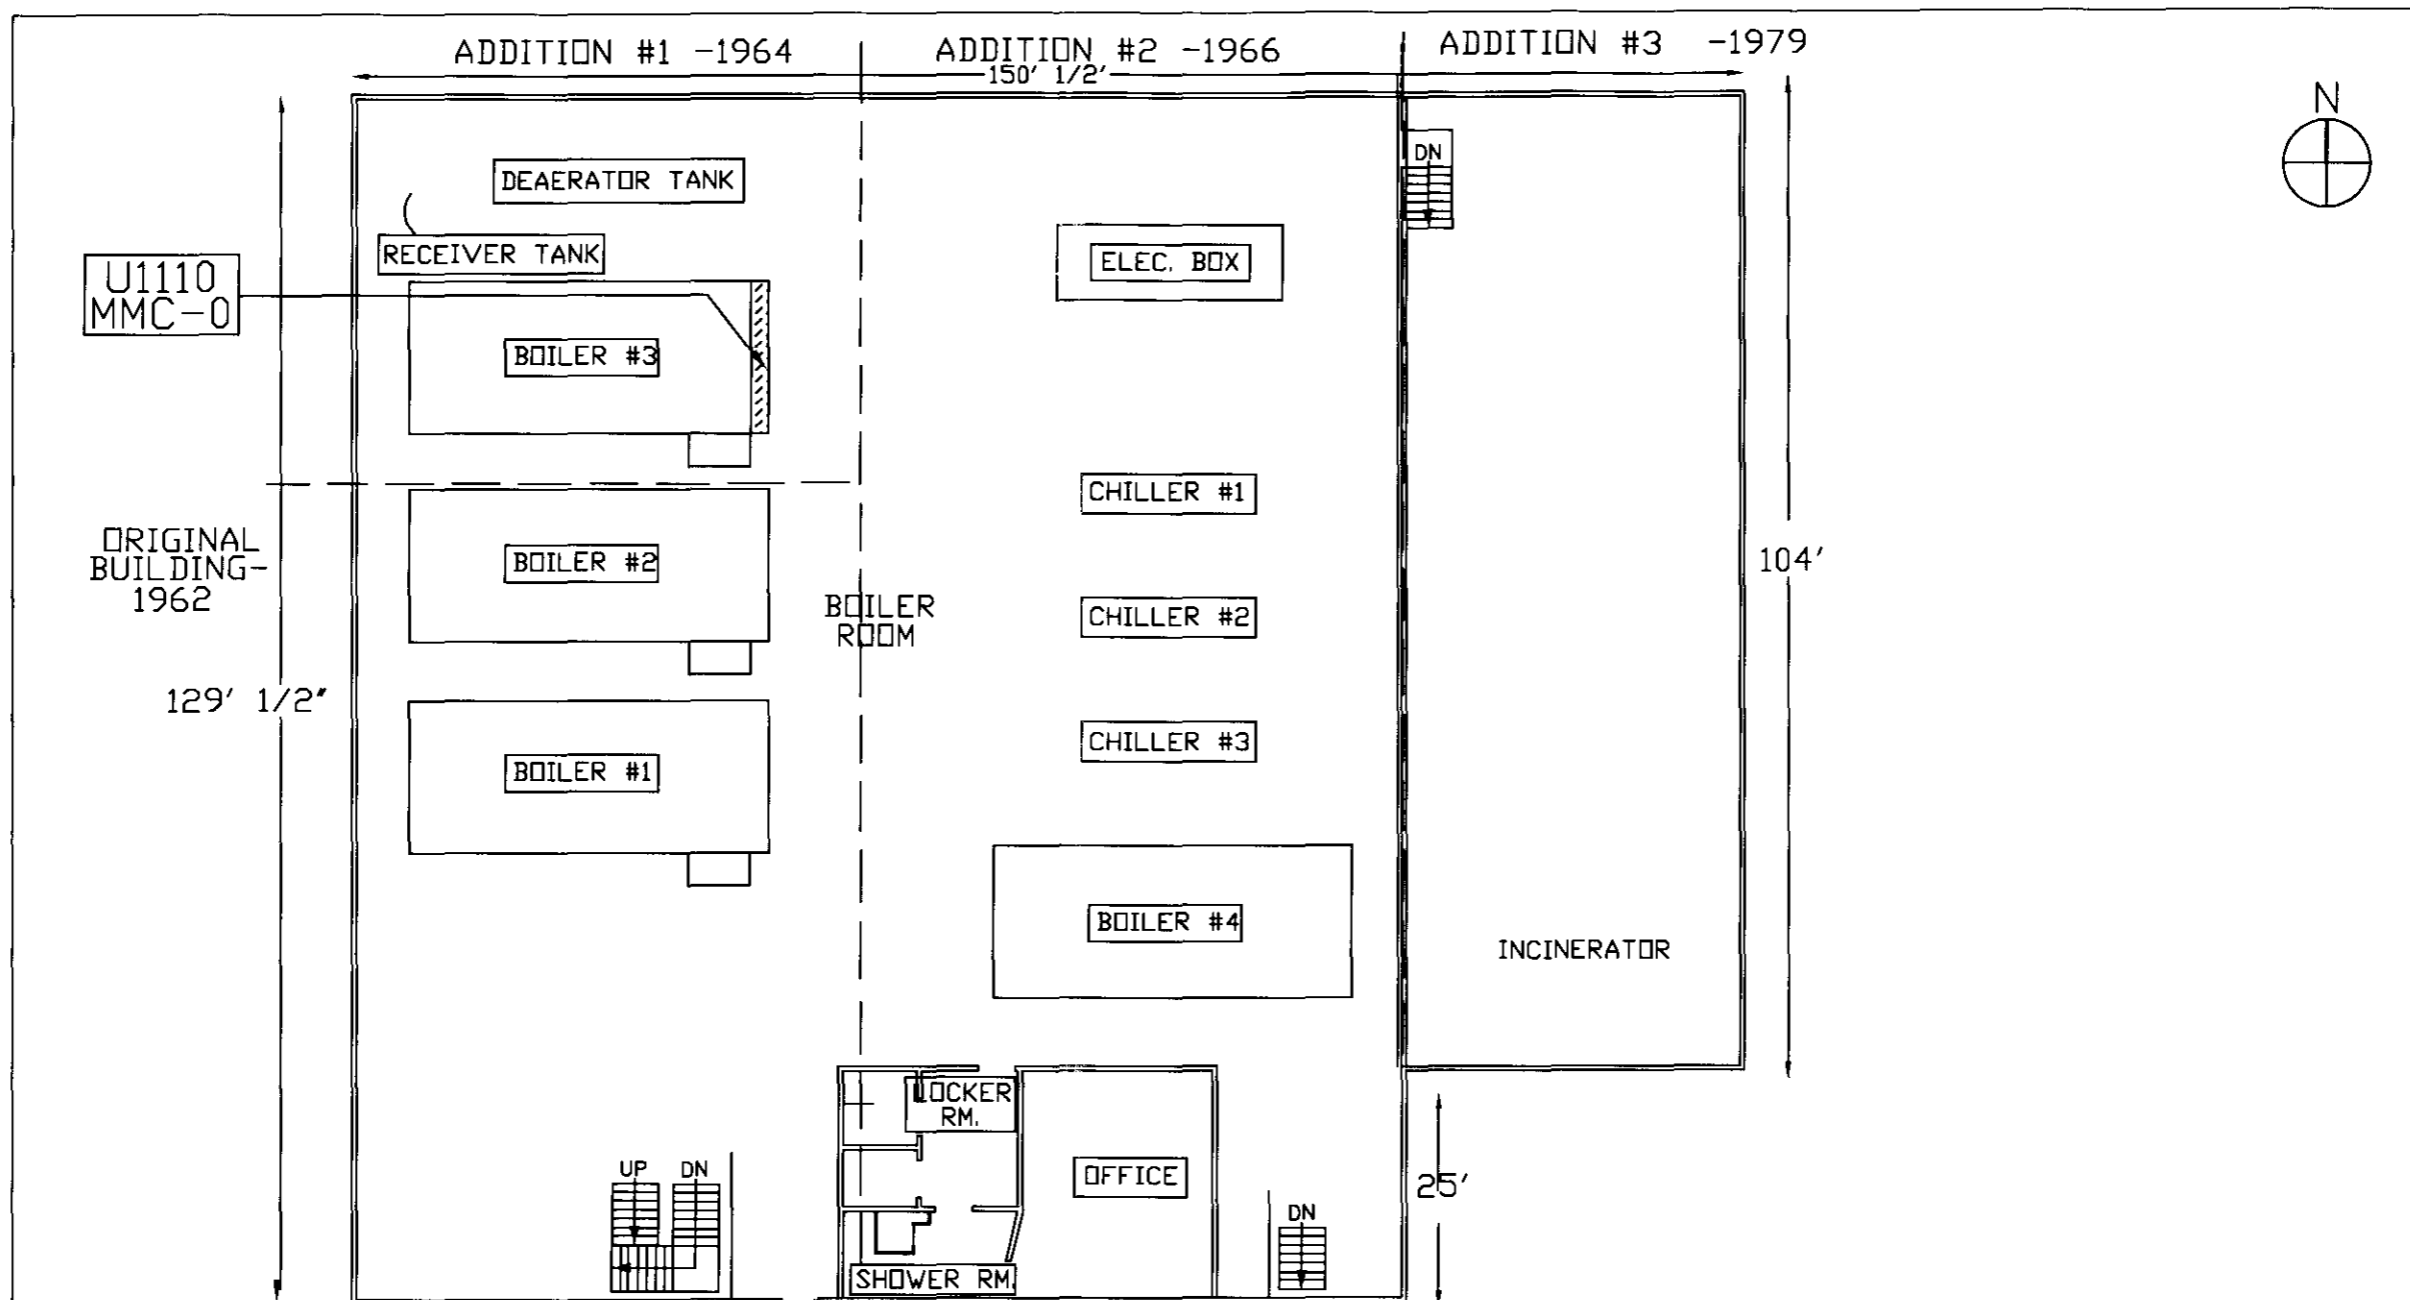 ADDITION #1 -1964
ADDITION #2 -1966
ADDITION #3 -1979
150' 1/2'
N
DN
DEAERATOR TANK
RECEIVER TANK
ELEC. BOX
U1110
MMC-0
BOILER #3
CHILLER #1
ORIGINAL
BUILDING-
1962
BOILER #2
104'
BOILER
ROOM
CHILLER #2
129' 1/2"
CHILLER #3
BOILER #1
BOILER #4
INCINERATOR
LOCKER
RM.
UP
DN
OFFICE
25'
DN
SHOWER RM.